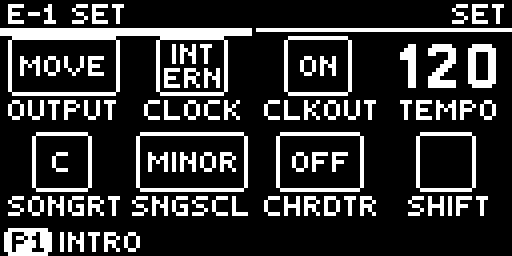 E-1 SET SET
MOVE INT ERN ON 120
OUTPUT CLOCK CLKOUT TEMPO
C MINOR OFF
SONGRT SNGSCL CHRDTR SHIFT
P1 INTRO